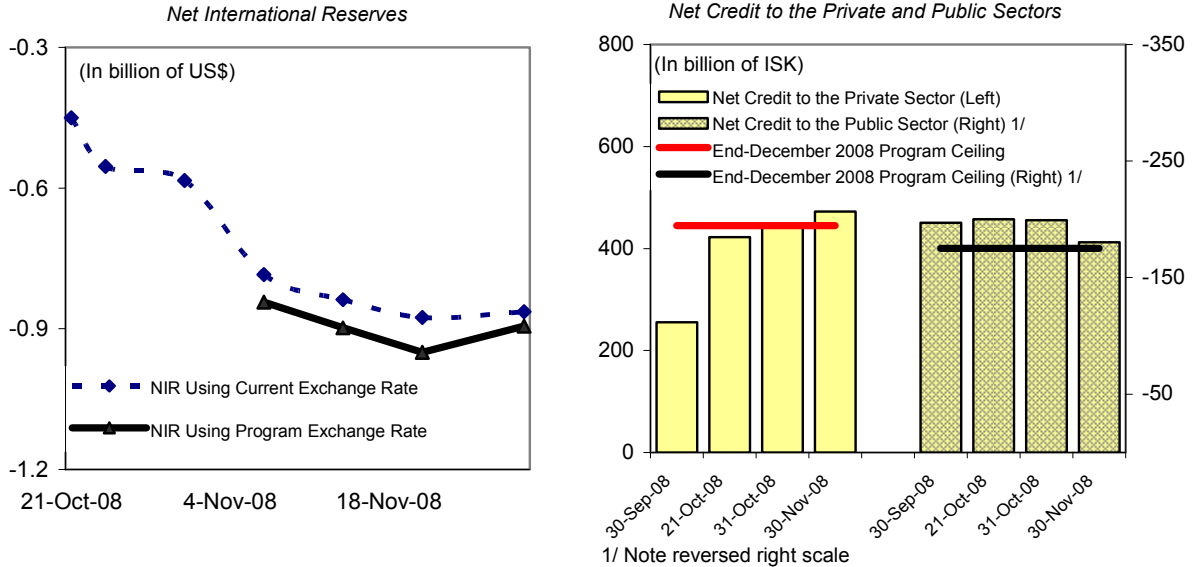 Net International Reserves
-0.3
(In billion of US$)
-0.6
-0.9
NIR Using Current Exchange Rate
NIR Using Program Exchange Rate
-1.2
21-Oct-08 4-Nov-08 18-Nov-08
Net Credit to the Private and Public Sectors
800 -350
(In billion of ISK)
Net Credit to the Private Sector (Left)
Net Credit to the Public Sector (Right) 1/
600 -250
End-December 2008 Program Ceiling
End-December 2008 Program Ceiling (Right) 1/
400 -150
200 -50
0
30-Sep-08 21-Oct-08 31-Oct-08 30-Nov-08 30-Sep-08 21-Oct-08 31-Oct-08 30-Nov-08
1/ Note reversed right scale